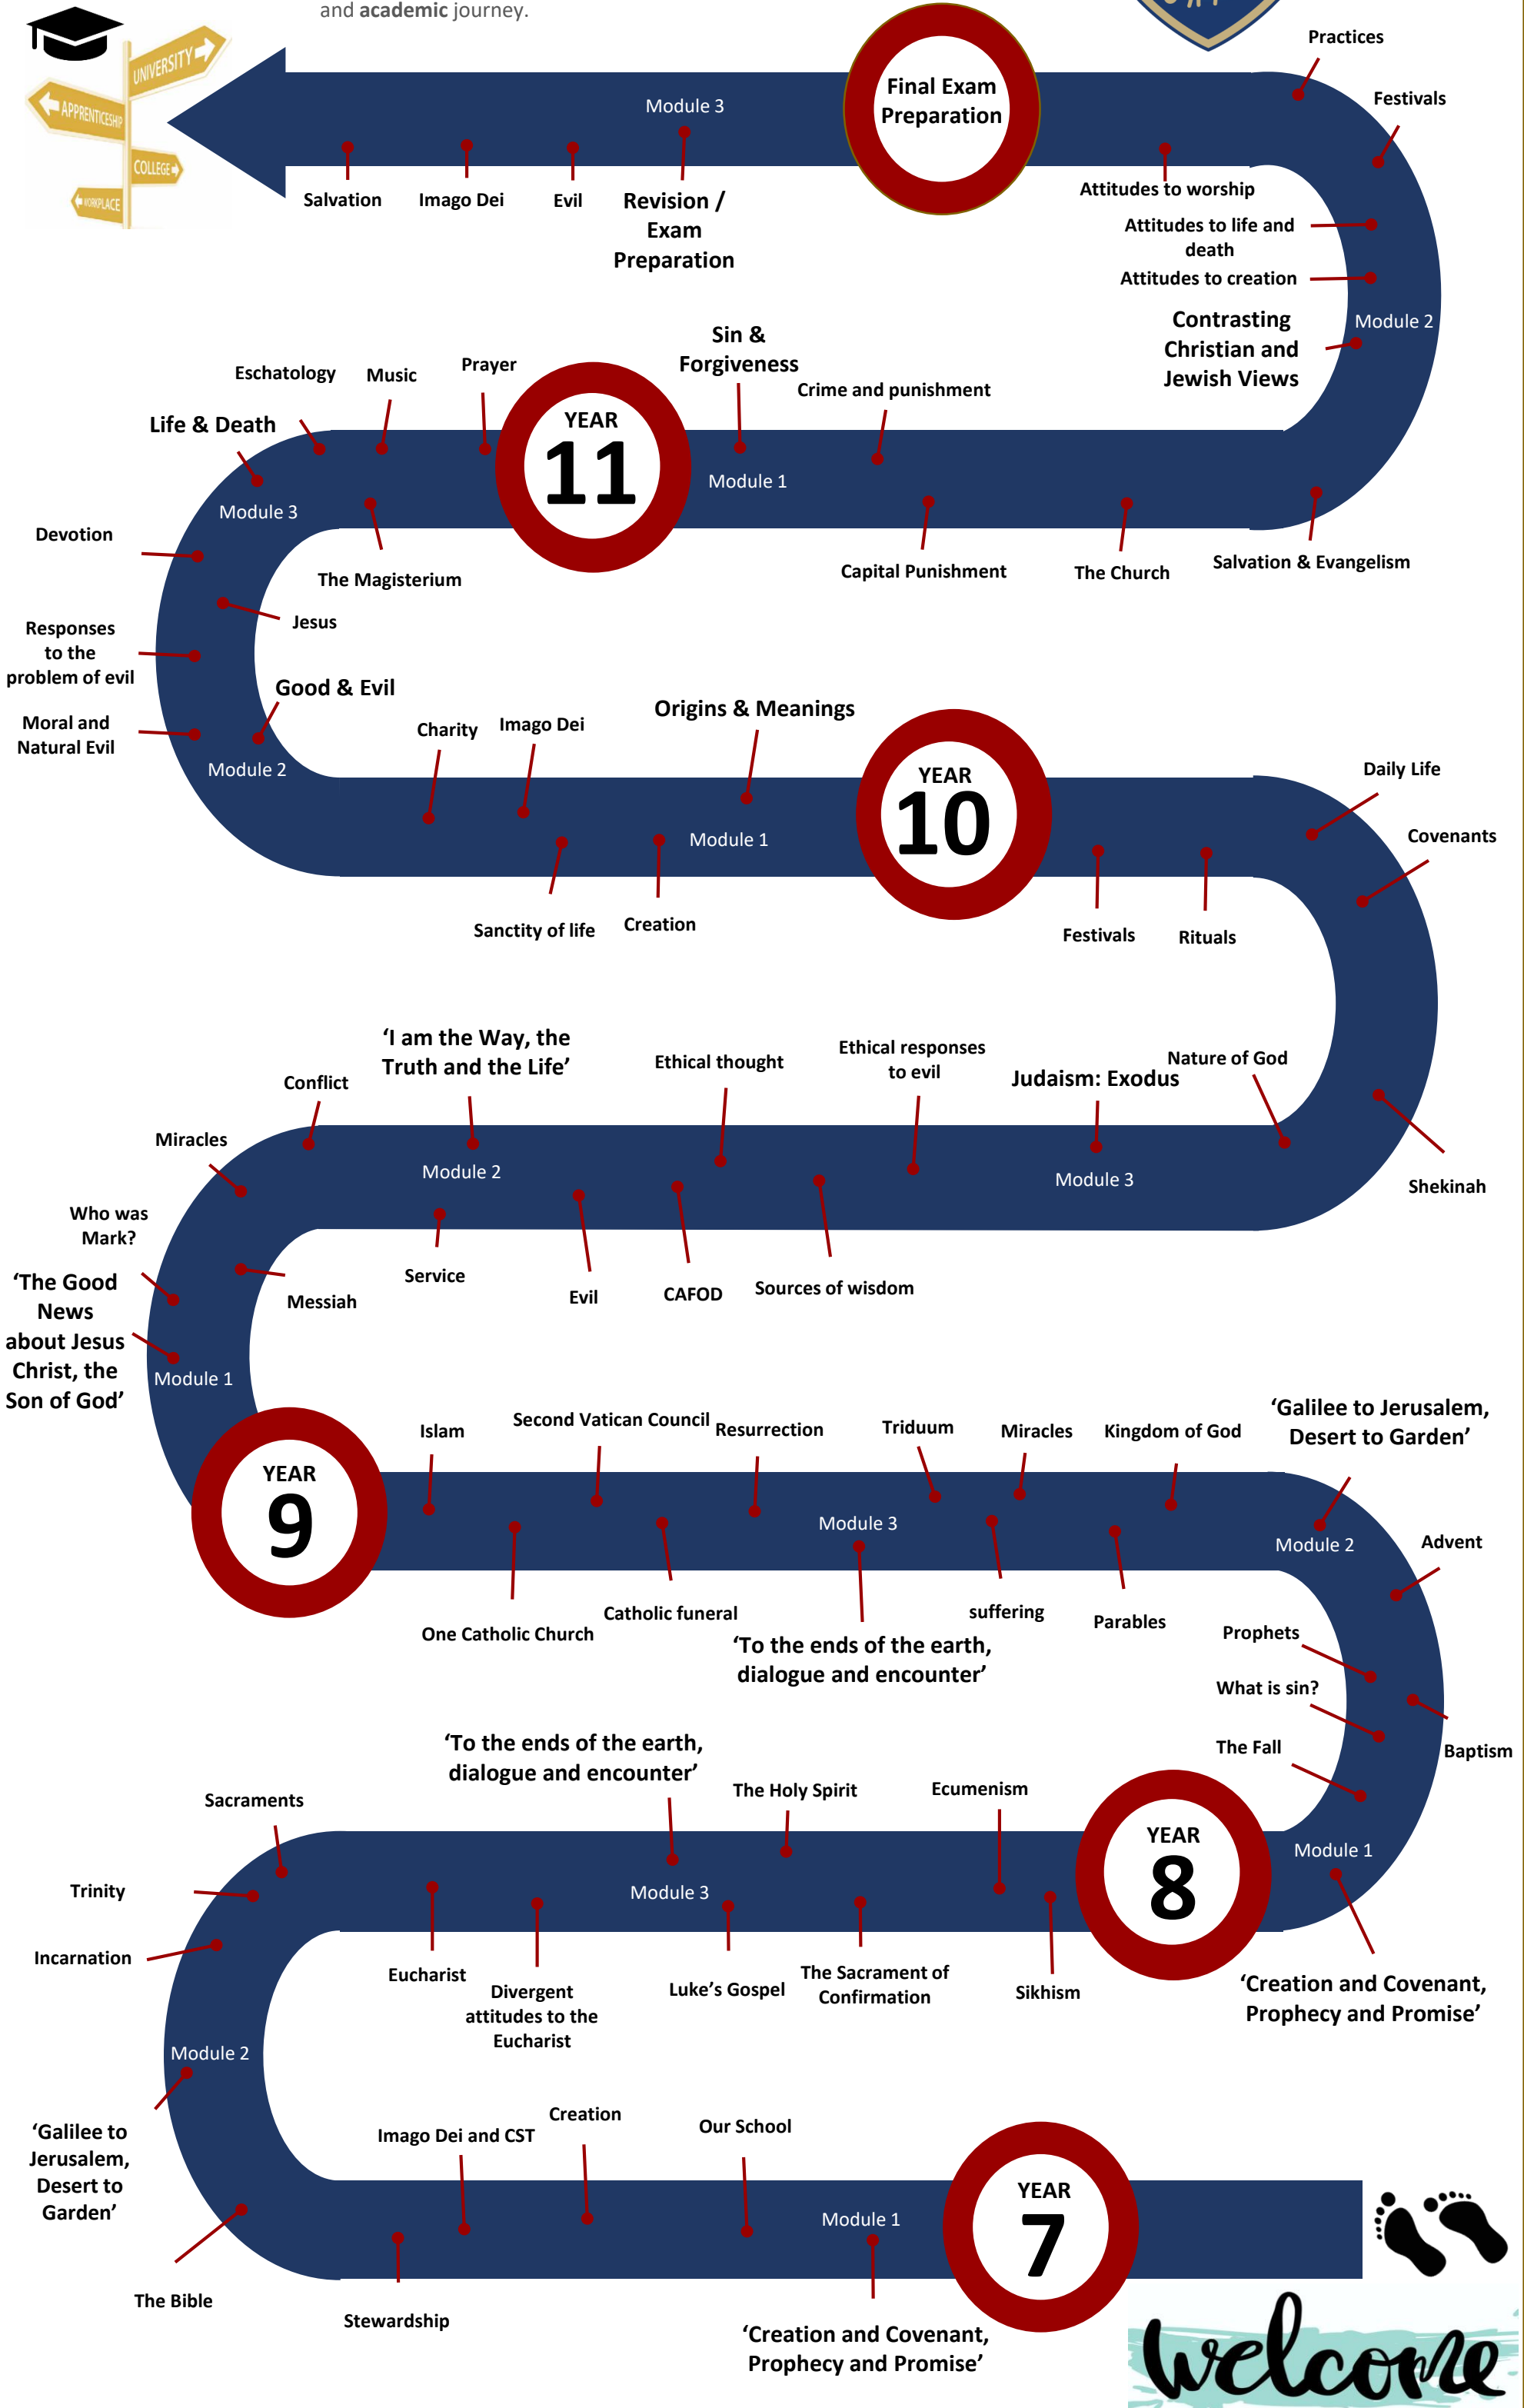 and academic journey.
UNIVERSITY
APPRENTICESHIP
COLLEGE
WORKPLACE
Module 3
Final Exam
Preparation
Practices
Festivals
Salvation
Imago Dei
Evil
Revision /
Exam
Preparation
Attitudes to worship
Attitudes to life and
death
Attitudes to creation
Contrasting
Christian and
Jewish Views
Module 2
Eschatology
Music
Prayer
Sin &
Forgiveness
Crime and punishment
Life & Death
YEAR
11
Module 1
Module 3
Devotion
The Magisterium
Capital Punishment
The Church
Salvation & Evangelism
Jesus
Responses
to the
problem of evil
Good & Evil
Moral and
Natural Evil
Module 2
Charity
Imago Dei
Origins & Meanings
YEAR
10
Module 1
Daily Life
Covenants
Sanctity of life
Creation
Festivals
Rituals
‘I am the Way, the
Truth and the Life’
Conflict
Ethical thought
Ethical responses
to evil
Judaism: Exodus
Nature of God
Miracles
Module 2
Module 3
Shekinah
Who was
Mark?
Service
Evil
CAFOD
Sources of wisdom
Messiah
‘The Good
News
about Jesus
Christ, the
Son of God’
Module 1
YEAR
9
Islam
Second Vatican Council
Resurrection
Triduum
Miracles
Kingdom of God
‘Galilee to Jerusalem,
Desert to Garden’
Module 3
Module 2
Advent
One Catholic Church
Catholic funeral
‘To the ends of the earth,
dialogue and encounter’
suffering
Parables
Prophets
What is sin?
The Fall
Baptism
‘To the ends of the earth,
dialogue and encounter’
The Holy Spirit
Ecumenism
Sacraments
YEAR
8
Module 1
Trinity
Module 3
Incarnation
Eucharist
Divergent
attitudes to the
Eucharist
Luke’s Gospel
The Sacrament of
Confirmation
Sikhism
‘Creation and Covenant,
Prophecy and Promise’
Module 2
‘Galilee to
Jerusalem,
Desert to
Garden’
Imago Dei and CST
Creation
Our School
YEAR
7
Module 1
The Bible
Stewardship
‘Creation and Covenant,
Prophecy and Promise’
welcome